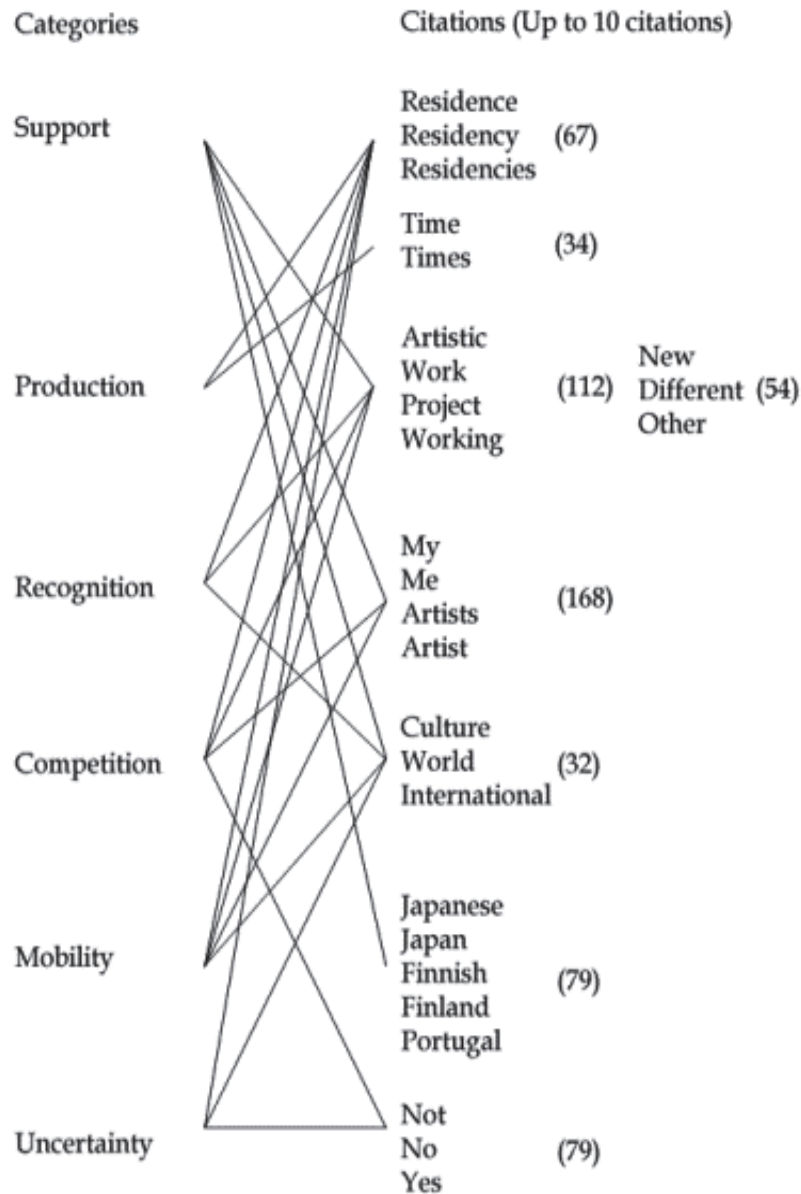 Categories Citations (Up to 10 citations)
Support
Residence
Residency (67)
Residencies
Time
Times (34)
Production
Artistic
Work
Project
Working
(112)
New
Different (54)
Other
Recognition
My
Me
Artists
Artist
(168)
Competition
Culture
World (32)
International
Mobility
Japanese
Japan
Finnish
Finland
Portugal
(79)
Uncertainty
Not
No
Yes
(79)